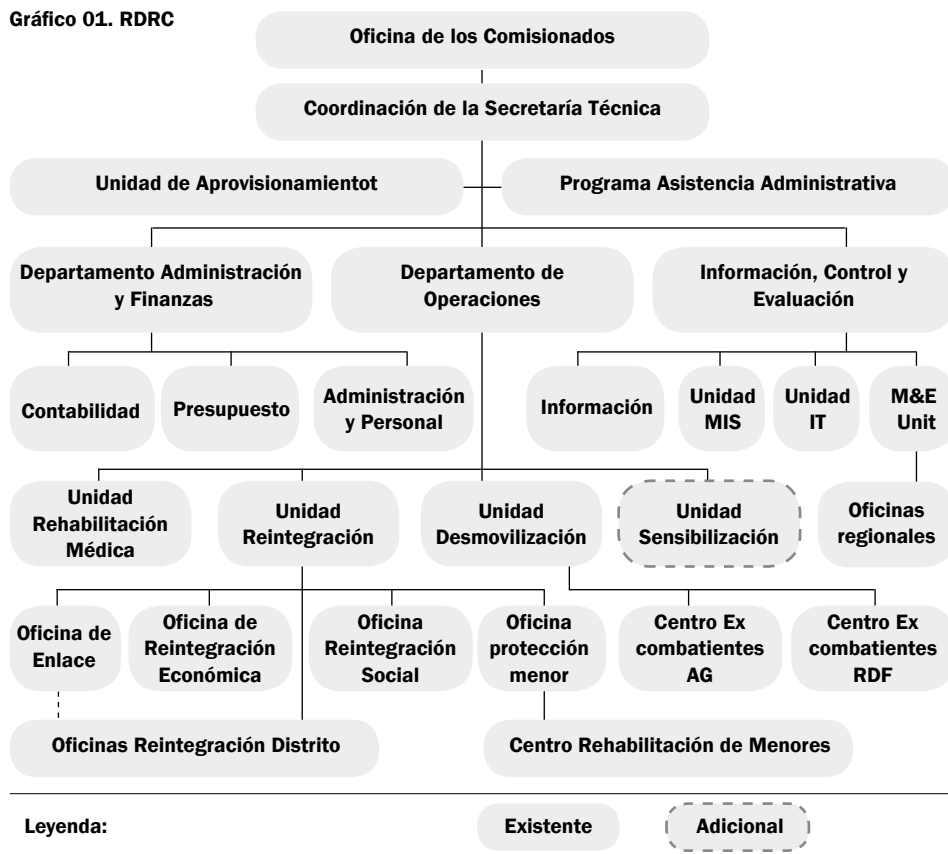 Gráfico 01. RDRC
Oficina de los Comisionados
Coordinación de la Secretaría Técnica
Unidad de Aprovisionamientot
Programa Asistencia Administrativa
Departamento Administración
y Finanzas
Departamento de
Operaciones
Información, Control y
Evaluación
Contabilidad
Presupuesto
Administración
y Personal
Información
Unidad
MIS
Unidad
IT
M&E
Unit
Unidad
Rehabilitación
Médica
Unidad
Reintegración
Unidad
Desmovilización
Unidad
Sensibilización
Oficinas
regionales
Oficina de
Enlace
Oficina de
Reintegración
Económica
Oficina
Reintegración
Social
Oficina
protección
menor
Centro Ex
combatientes
AG
Centro Ex
combatientes
RDF
Oficinas Reintegración Distrito
Centro Rehabilitación de Menores
Leyenda:
Existente
Adicional